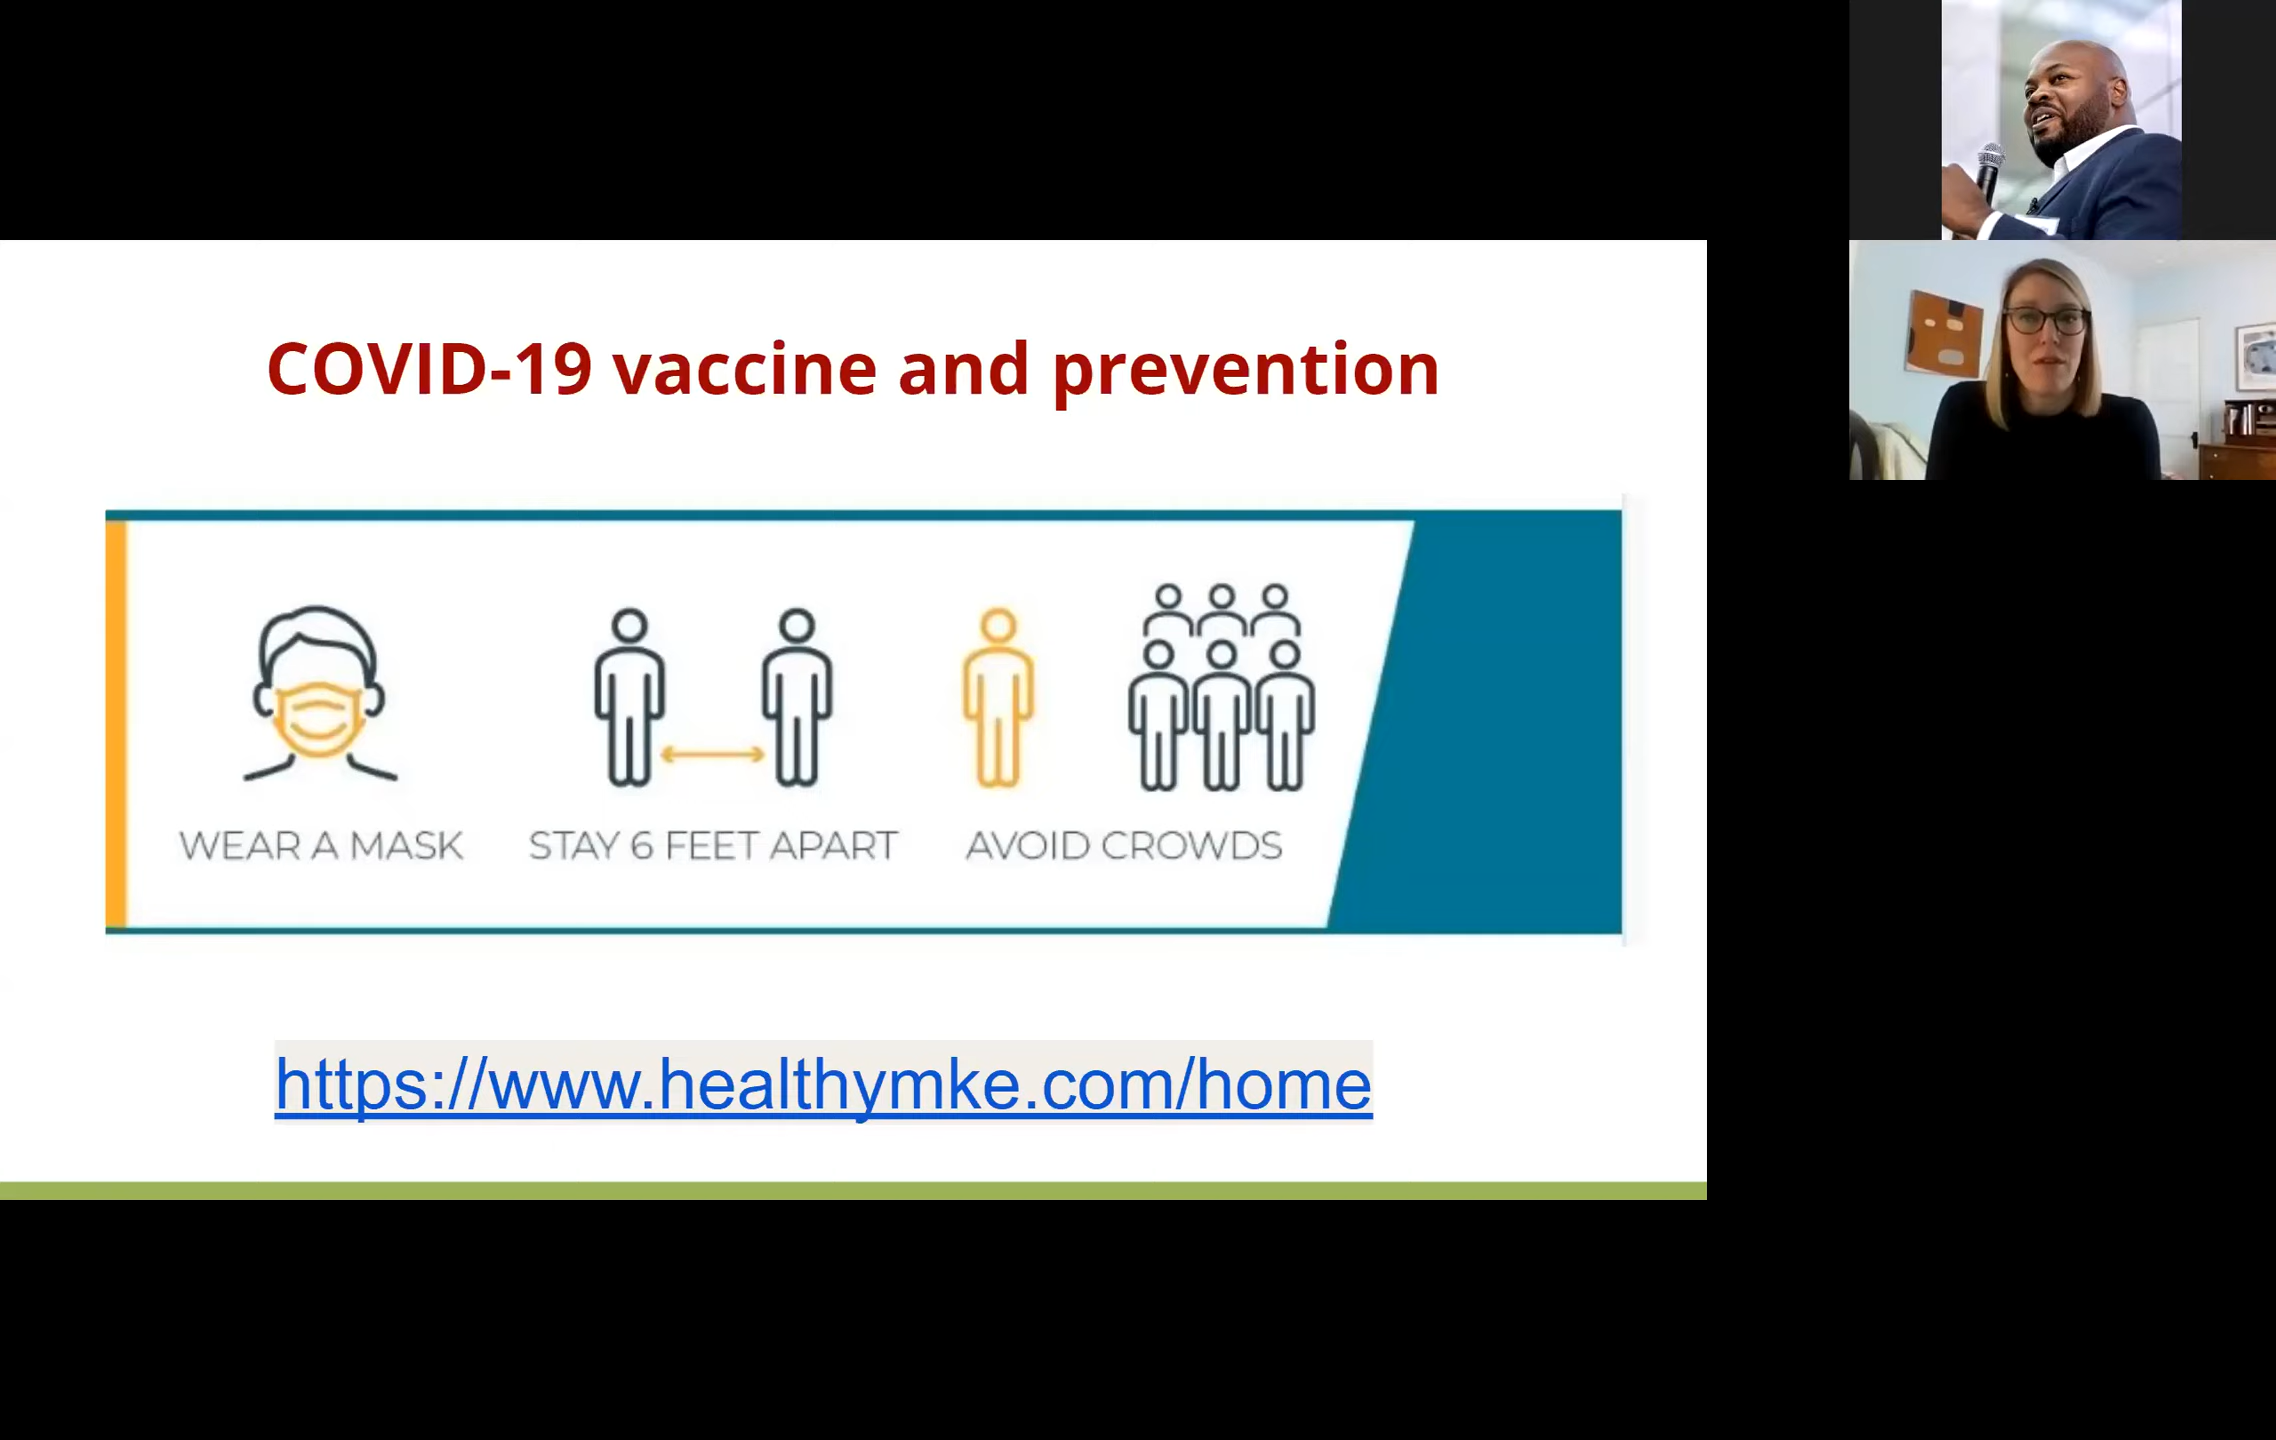 COVID-19 vaccine and prevention
WEAR A MASK
STAY 6 FEET APART
AVOID CROWDS
https://www.healthymke.com/home